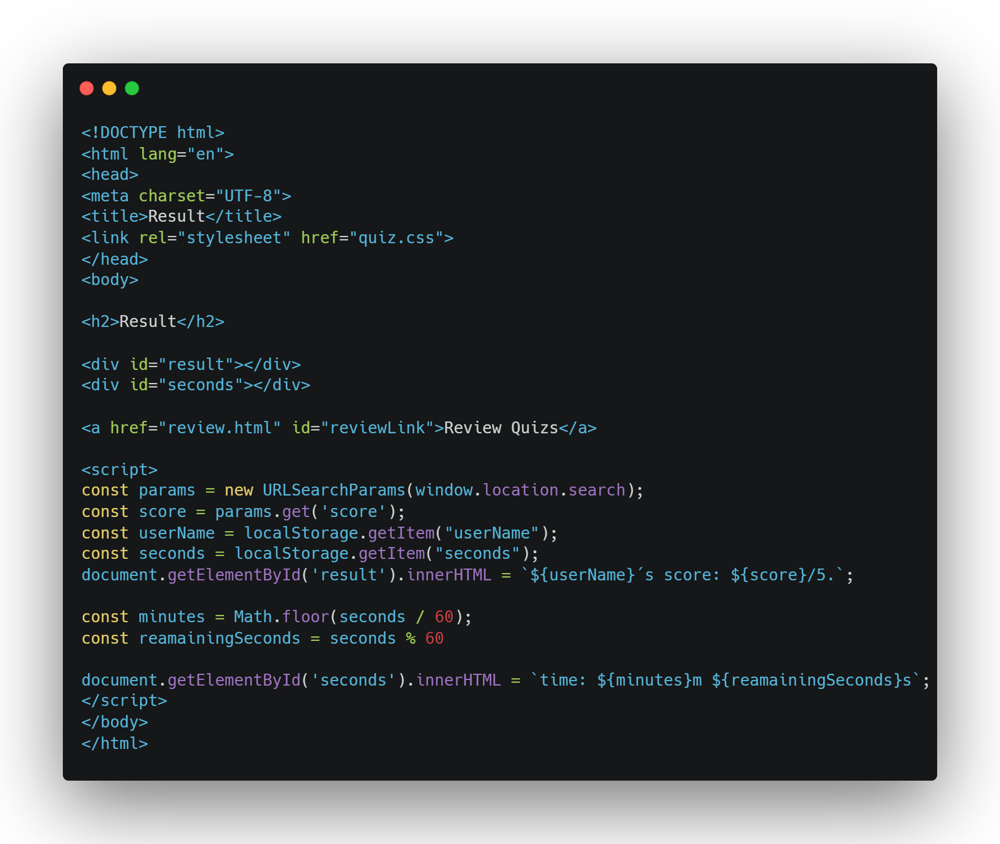 <!DOCTYPE html>
<html lang="en">
<head>
<meta charset="UTF-8">
<title>Result</title>
<link rel="stylesheet" href="quiz.css">
</head>
<body>
<h2>Result</h2>
<div id="result"></div>
<div id="seconds"></div>
<a href="review.html" id="reviewLink">Review Quizs</a>
<script>
const params = new URLSearchParams(window.location.search);
const score = params.get('score');
const userName = localStorage.getItem("userName");
const seconds = localStorage.getItem("seconds");
document.getElementById('result').innerHTML = `${userName}´s score: ${score}/5.`;
const minutes = Math.floor(seconds / 60);
const reamainingSeconds = seconds % 60
document.getElementById('seconds').innerHTML = `time: ${minutes}m ${reamainingSeconds}s`;
</script>
</body>
</html>